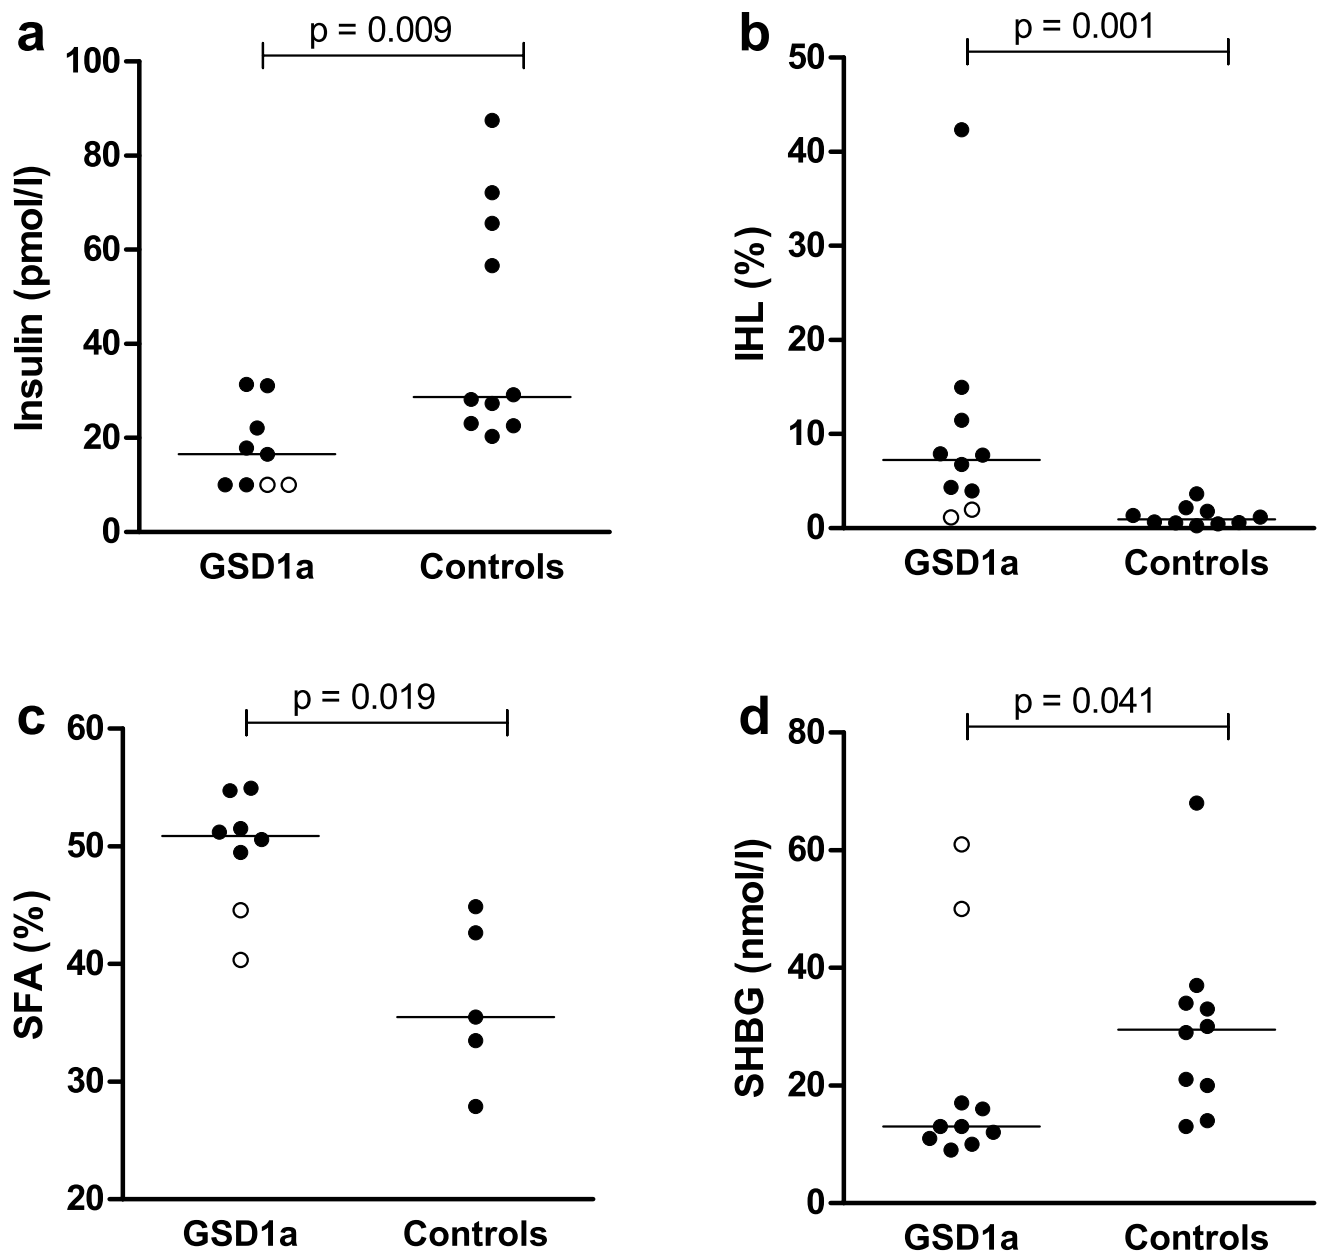 a
p = 0.009
100
80
60
40
20
0
Insulin (pmol/l)
GSD1a
Controls
b
p = 0.001
50
40
30
20
10
0
IHL (%)
GSD1a
Controls
c
p = 0.019
60
50
40
30
20
SFA (%)
GSD1a
Controls
d
p = 0.041
80
60
40
20
0
SHBG (nmol/l)
GSD1a
Controls